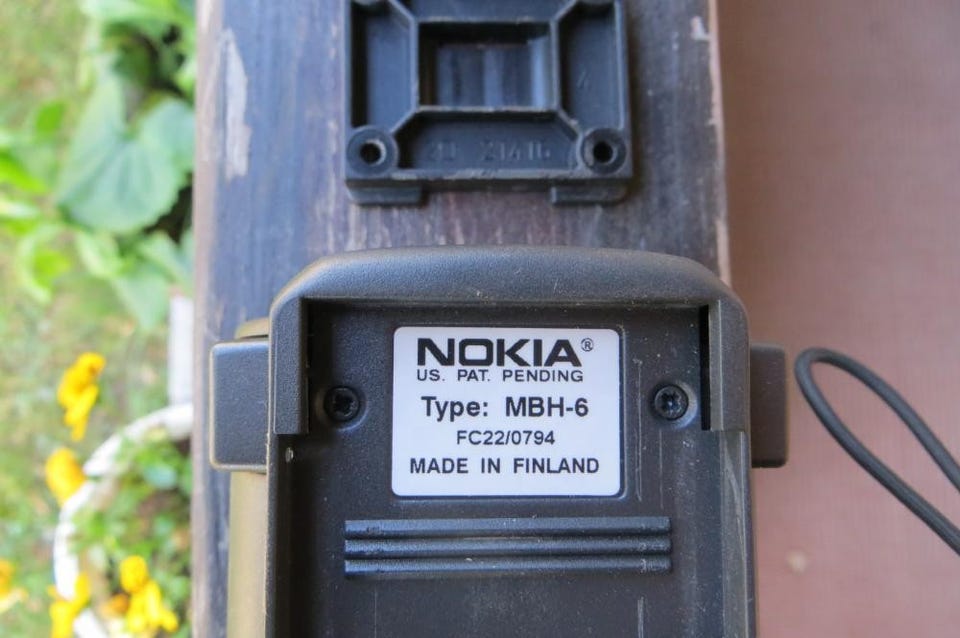 NOKIA®
US. PAT. PENDING
Type: MBH-6
FC22/0794
MADE IN FINLAND